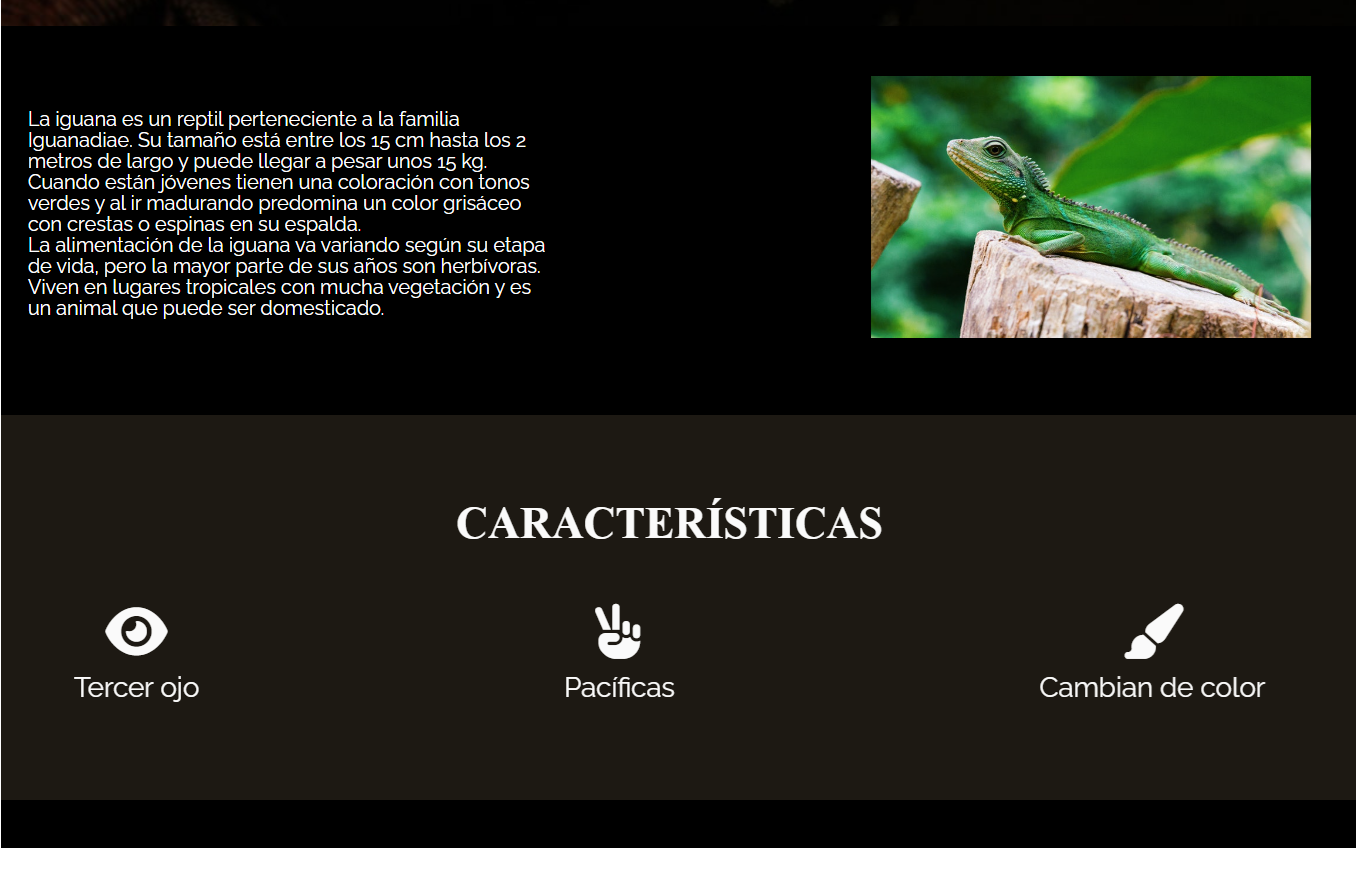 La iguana es un reptil perteneciente a la familia
Iguanadiae. Su tamaño está entre los 15 cm hasta los 2
metros de largo y puede llegar a pesar unos 15 kg.
Cuando están jóvenes tienen una coloración con tonos
verdes y al ir madurando predomina un color grisáceo
con crestas o espinas en su espalda.
La alimentación de la iguana va variando según su etapa
de vida, pero la mayor parte de sus años son herbívoras.
Viven en lugares tropicales con mucha vegetación y es
un animal que puede ser domesticado.
CARACTERÍSTICAS
Tercer ojo
Pacíficas
Cambian de color